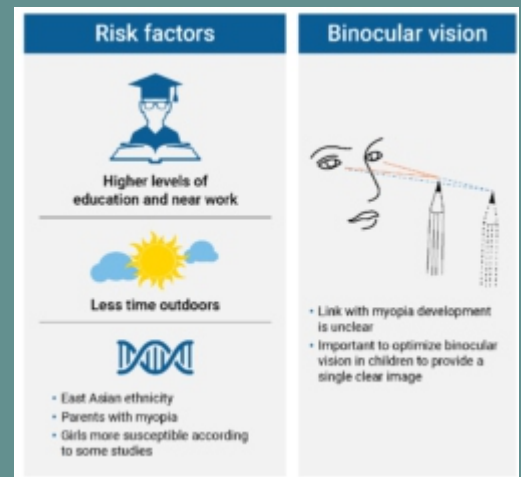 Risk factors
Higher levels of
education and near work
Less time outdoors
• East Asian ethnicity
• Parents with myopia
• Girls more susceptible according
to some studies
Binocular vision
• Link with myopia development
is unclear
• Important to optimize binocular
vision in children to provide a
single clear image